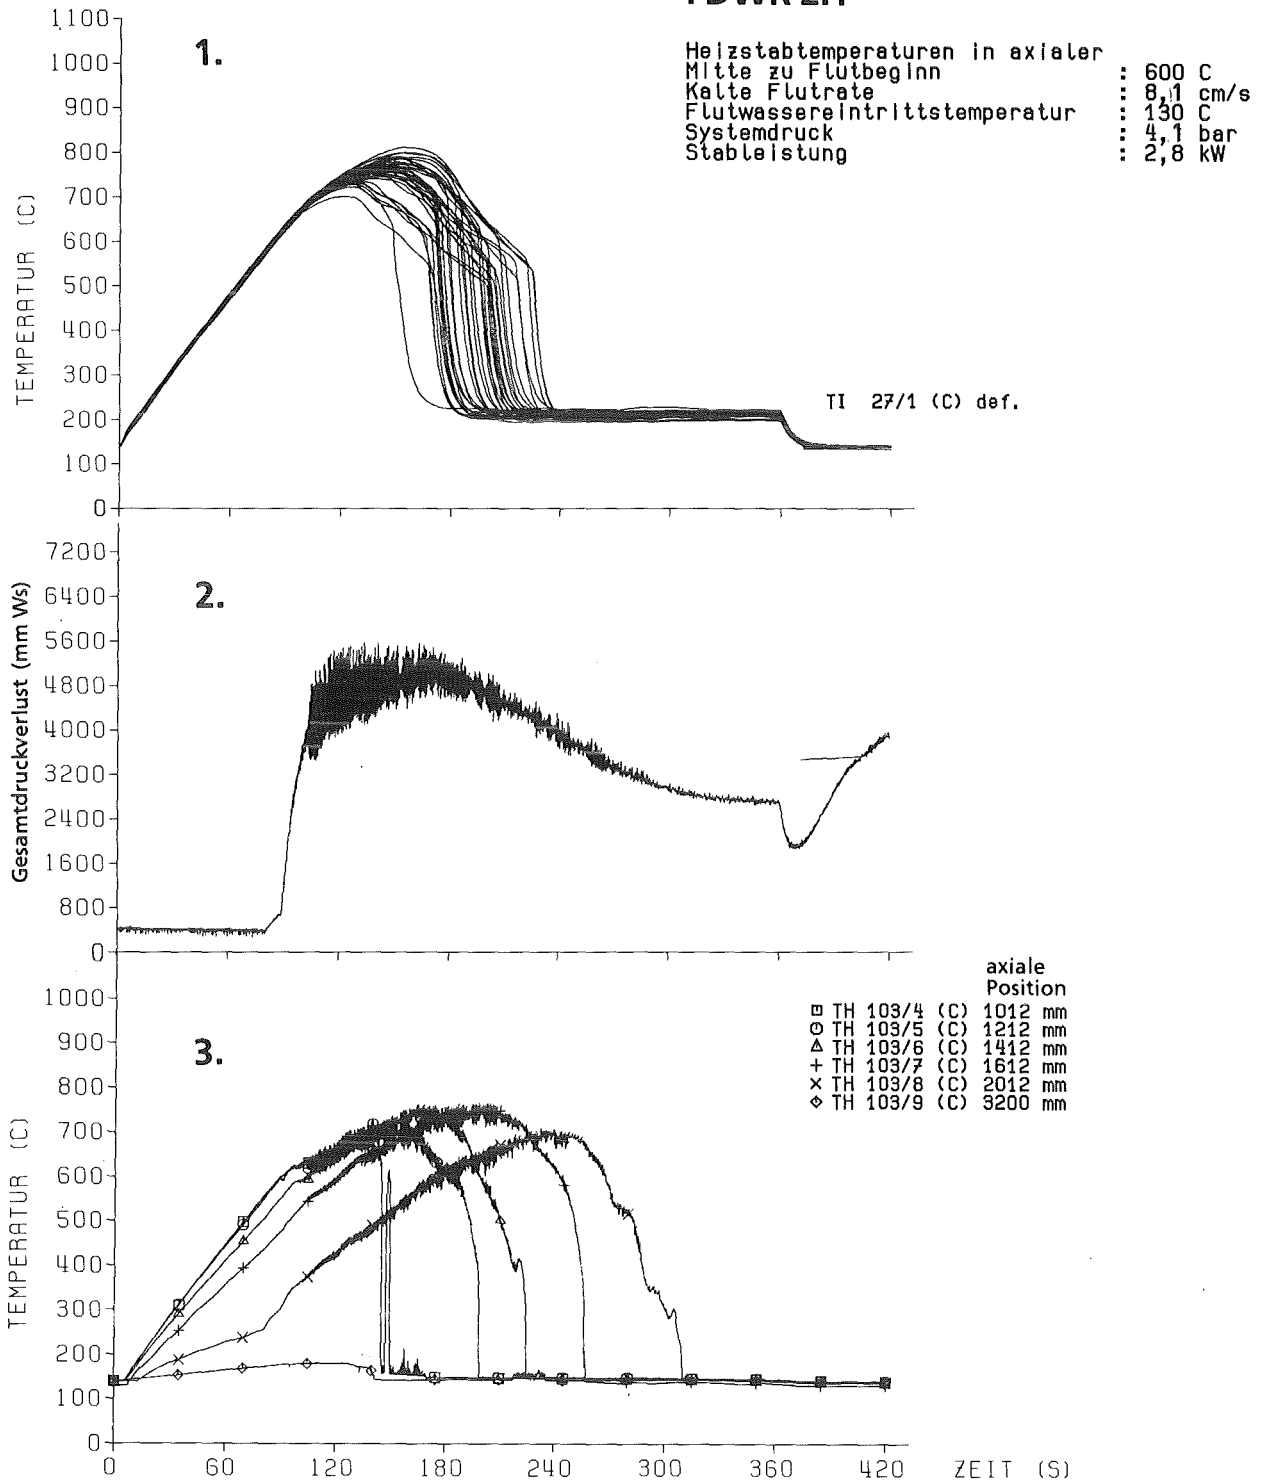 1.
Heizstabtemperaturen in axialer
Mitte zu Flutbeginn : 600 C
Kalte Flutrate : 8,1 cm/s
Flutwassereintrittstemperatur : 130 C
Systemdruck : 4,1 bar
Stableistung : 2,8 kW
1100
1000
900
800
700
600
500
400
300
200
100
0
TEMPERATUR (C)
TI 27/1 (C) def.
2.
7200
6400
5600
4800
4000
3200
2400
1600
800
0
Gesamtdruckverlust (mm Ws)
3.
axiale
Position
TH 103/4 (C) 1012 mm
TH 103/5 (C) 1212 mm
TH 103/6 (C) 1412 mm
TH 103/7 (C) 1612 mm
TH 103/8 (C) 2012 mm
TH 103/9 (C) 3200 mm
1000
900
800
700
600
500
400
300
200
100
0
TEMPERATUR (C)
0 60 120 180 240 300 360 420 ZEIT (S)